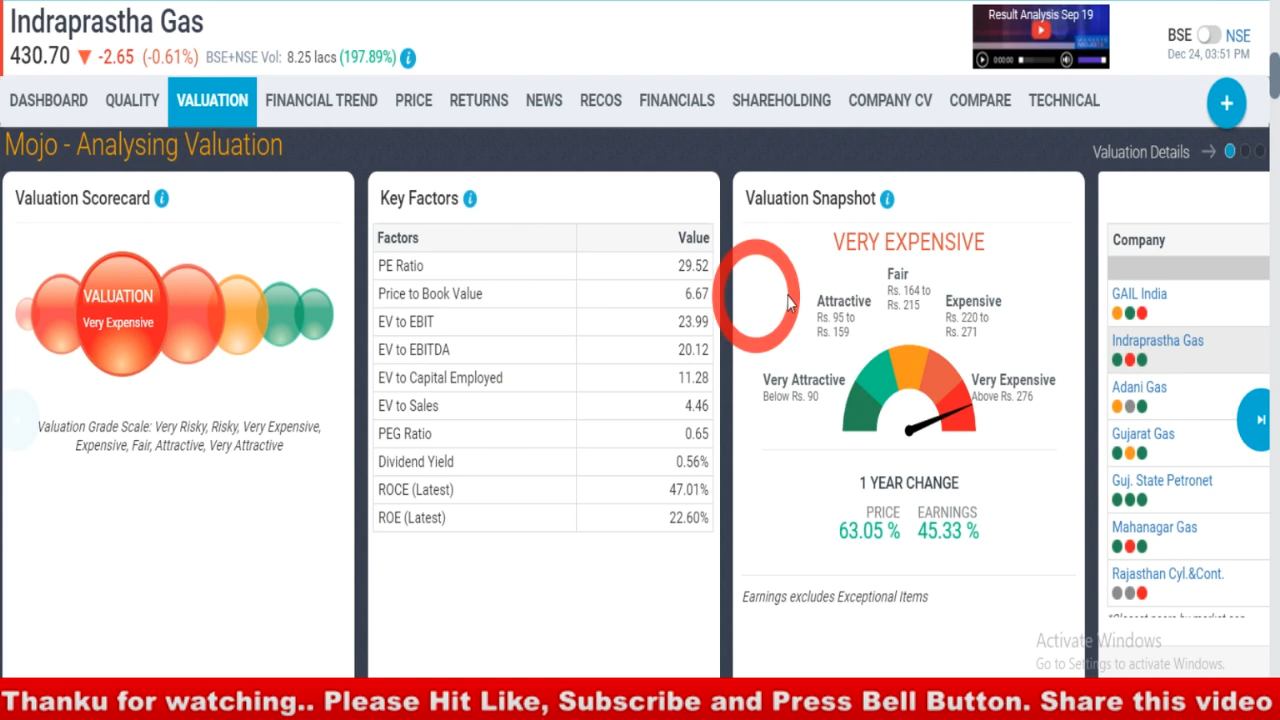 Indraprastha Gas
430.70 ▼ -2.65 (-0.61%) BSE+NSE Vol: 8.25 lacs (197.89%) i
Result Analysis Sep 19
0:00:00
BSE NSE
Dec 24, 03:51 PM
DASHBOARD QUALITY VALUATION FINANCIAL TREND PRICE RETURNS NEWS RECOS FINANCIALS SHAREHOLDING COMPANY CV COMPARE TECHNICAL
+
Mojo - Analysing Valuation
Valuation Details →
Valuation Scorecard i
VALUATION
Very Expensive
Valuation Grade Scale: Very Risky, Risky, Very Expensive,
Expensive, Fair, Attractive, Very Attractive
Key Factors i
Factors Value
PE Ratio 29.52
Price to Book Value 6.67
EV to EBIT 23.99
EV to EBITDA 20.12
EV to Capital Employed 11.28
EV to Sales 4.46
PEG Ratio 0.65
Dividend Yield 0.56%
ROCE (Latest) 47.01%
ROE (Latest) 22.60%
Valuation Snapshot i
VERY EXPENSIVE
Fair
Rs. 164 to
Rs. 215
Attractive
Rs. 95 to
Rs. 159
Expensive
Rs. 220 to
Rs. 271
Very Attractive
Below Rs. 90
Very Expensive
Above Rs. 276
1 YEAR CHANGE
PRICE EARNINGS
63.05 % 45.33 %
Earnings excludes Exceptional Items
Company
GAIL India
Indraprastha Gas
Adani Gas
Gujarat Gas
Guj. State Petronet
Mahanagar Gas
Rajasthan Cyl.&Cont.
Activate Windows
Go to Settings to activate Windows.
Thanku for watching.. Please Hit Like, Subscribe and Press Bell Button. Share this video